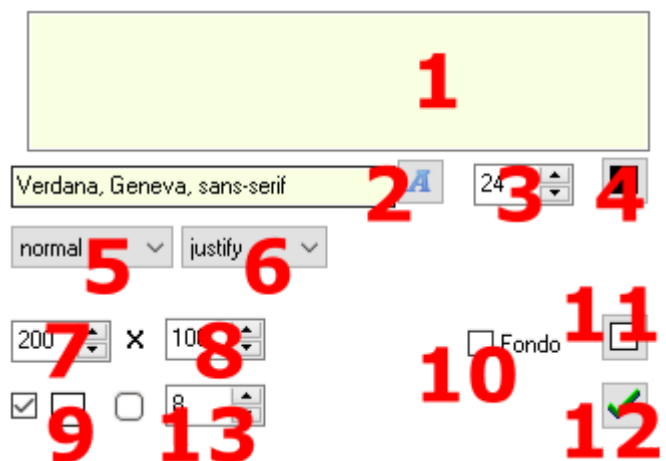 1
Verdana, Geneva, sans-serif 2 A 24 3 4
normal 5 justify 6
200 7 x 100 8 10 Fondo 11
9 8 13 12